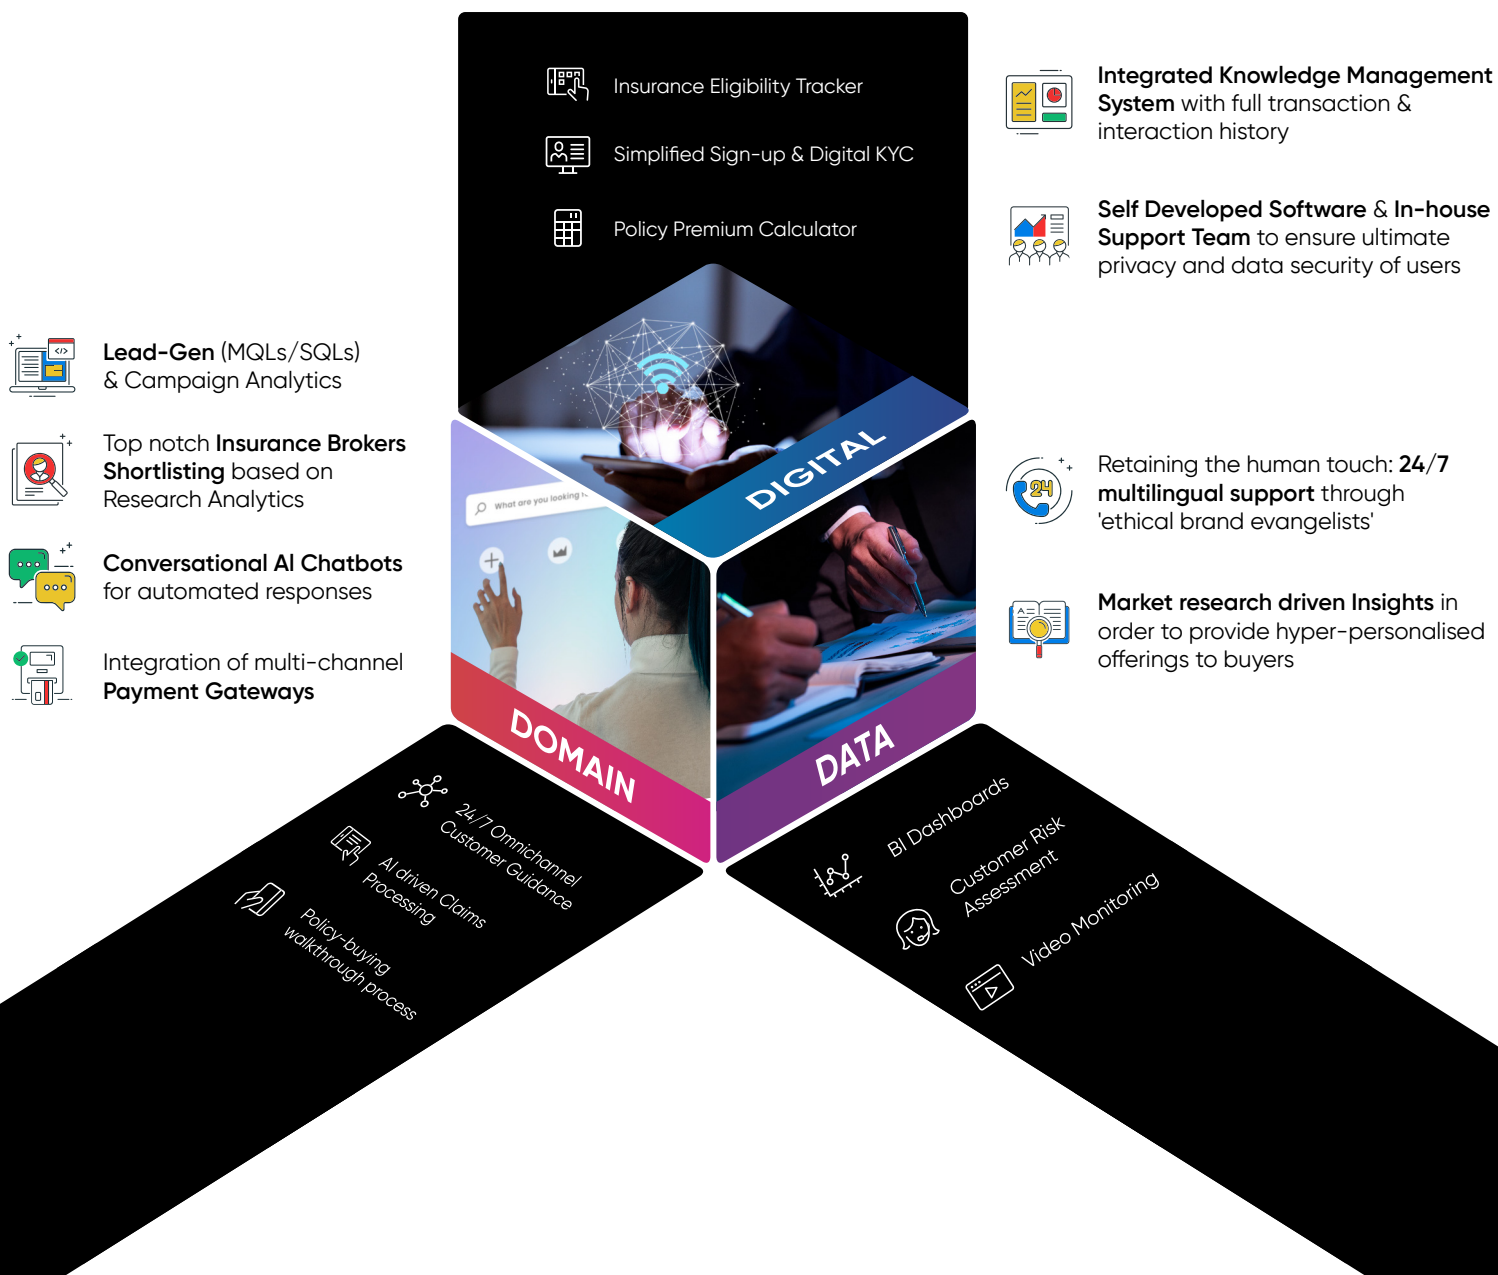 Insurance Eligibility Tracker
Simplified Sign-up & Digital KYC
Policy Premium Calculator
Integrated Knowledge Management
System with full transaction &
interaction history
Self Developed Software & In-house
Support Team to ensure ultimate
privacy and data security of users
Lead-Gen (MQLs/SQLs)
& Campaign Analytics
Top notch Insurance Brokers
Shortlisting based on
Research Analytics
Conversational AI Chatbots
for automated responses
Integration of multi-channel
Payment Gateways
</>
24
A
What are you looking
DIGITAL
DOMAIN
DATA
Retaining the human touch: 24/7
multilingual support through
'ethical brand evangelists'
Market research driven Insights in
order to provide hyper-personalised
offerings to buyers
24/7 Omnichannel
Customer Guidance
AI driven Claims
Processing
Policy-buying
walkthrough process
BI Dashboards
Customer Risk
Assessment
Video Monitoring